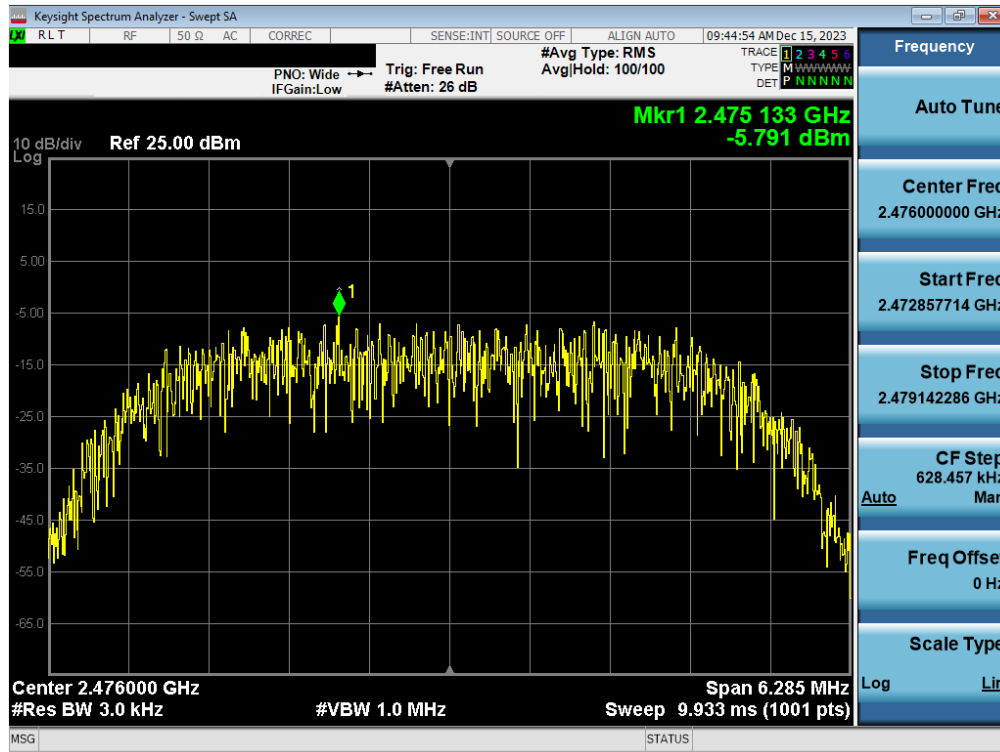 Keysight Spectrum Analyzer - Swept SA
LXI RLT RF 50 Ω AC CORREC SENSE:INT SOURCE OFF ALIGN AUTO 09:44:54 AM Dec 15, 2023
PNO: Wide
IFGain:Low
Trig: Free Run
#Atten: 26 dB
#Avg Type: RMS
Avg|Hold: 100/100
TRACE 1 2 3 4 5 6
TYPE M W W W W W
DET P N N N N N
Mkr1 2.475 133 GHz
-5.791 dBm
10 dB/div Ref 25.00 dBm
Log
15.0
5.00
1
-5.00
-15.0
-25.0
-35.0
-45.0
-55.0
-65.0
Center 2.476000 GHz Span 6.285 MHz
#Res BW 3.0 kHz #VBW 1.0 MHz Sweep 9.933 ms (1001 pts)
MSG STATUS
Frequency
Auto Tune
Center Freq
2.476000000 GHz
Start Freq
2.472857714 GHz
Stop Freq
2.479142286 GHz
CF Step
628.457 kHz
Auto Man
Freq Offset
0 Hz
Scale Type
Log Lin